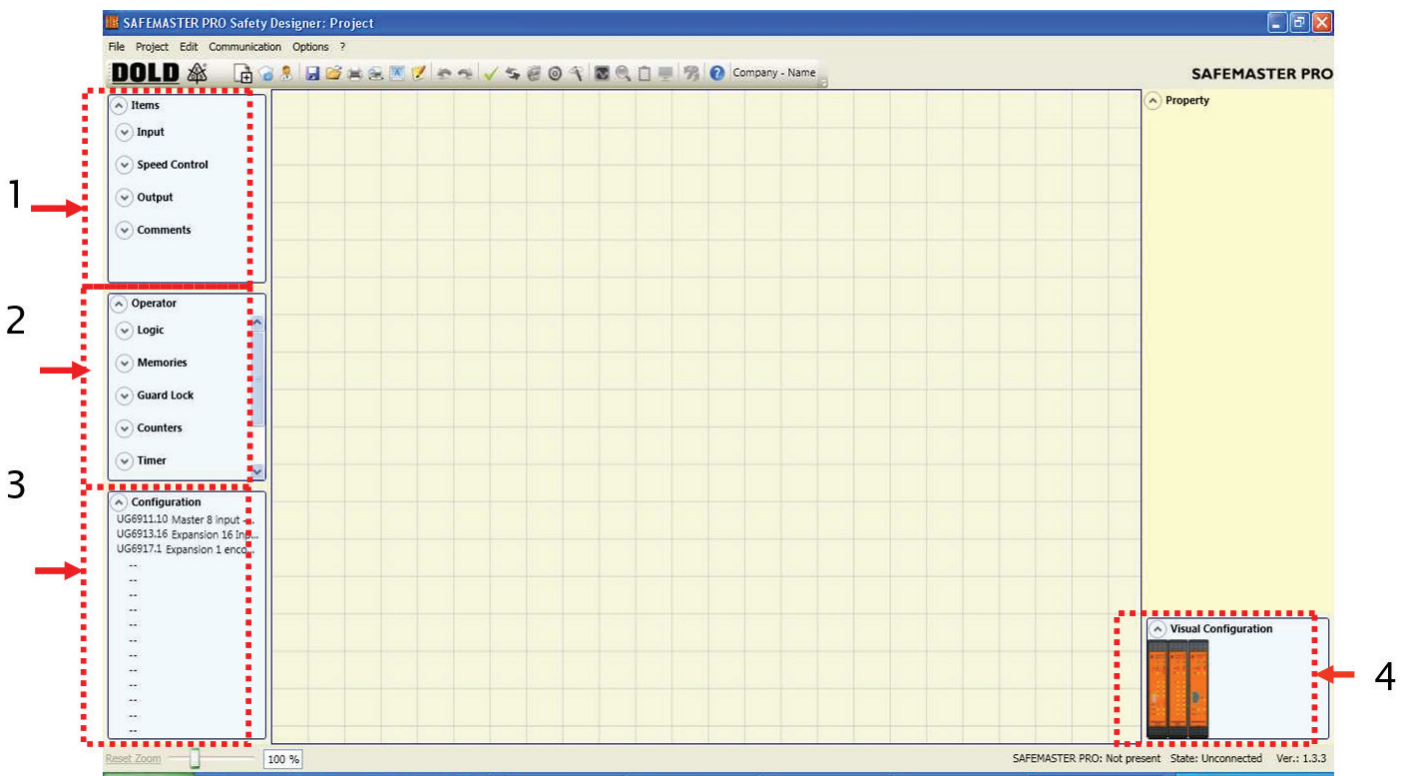 SAFEMASTER PRO Safety Designer: Project
File Project Edit Communication Options ?
DOLD Company - Name SAFEMASTER PRO
Items
Input
Speed Control
Output
Comments
1
Operator
Logic
Memories
Guard Lock
Counters
Timer
2
Configuration
UG6911.10 Master 8 input -...
UG6913.16 Expansion 16 Inp...
UG6917.1 Expansion 1 enco...
--
--
--
--
--
--
--
--
--
--
--
--
3
Property
Visual Configuration
4
Reset Zoom 100 % SAFEMASTER PRO: Not present State: Unconnected Ver.: 1.3.3